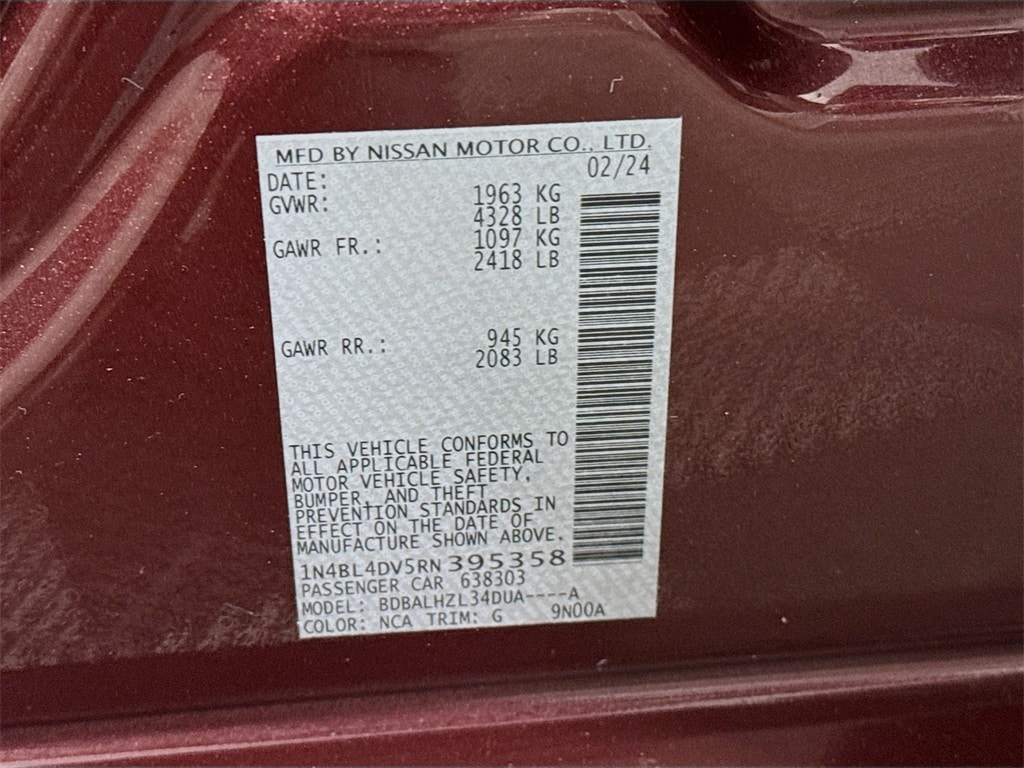 MFD BY NISSAN MOTOR CO., LTD.
DATE: 02/24
GVWR: 1963 KG
4328 LB
GAWR FR.: 1097 KG
2418 LB
GAWR RR.: 945 KG
2083 LB
THIS VEHICLE CONFORMS TO
ALL APPLICABLE FEDERAL
MOTOR VEHICLE SAFETY,
BUMPER, AND THEFT
PREVENTION STANDARDS IN
EFFECT ON THE DATE OF
MANUFACTURE SHOWN ABOVE.
1N4BL4DV5RN395358
PASSENGER CAR 638303
MODEL: BDBALHZL34DUA----A
COLOR: NCA TRIM: G 9N00A